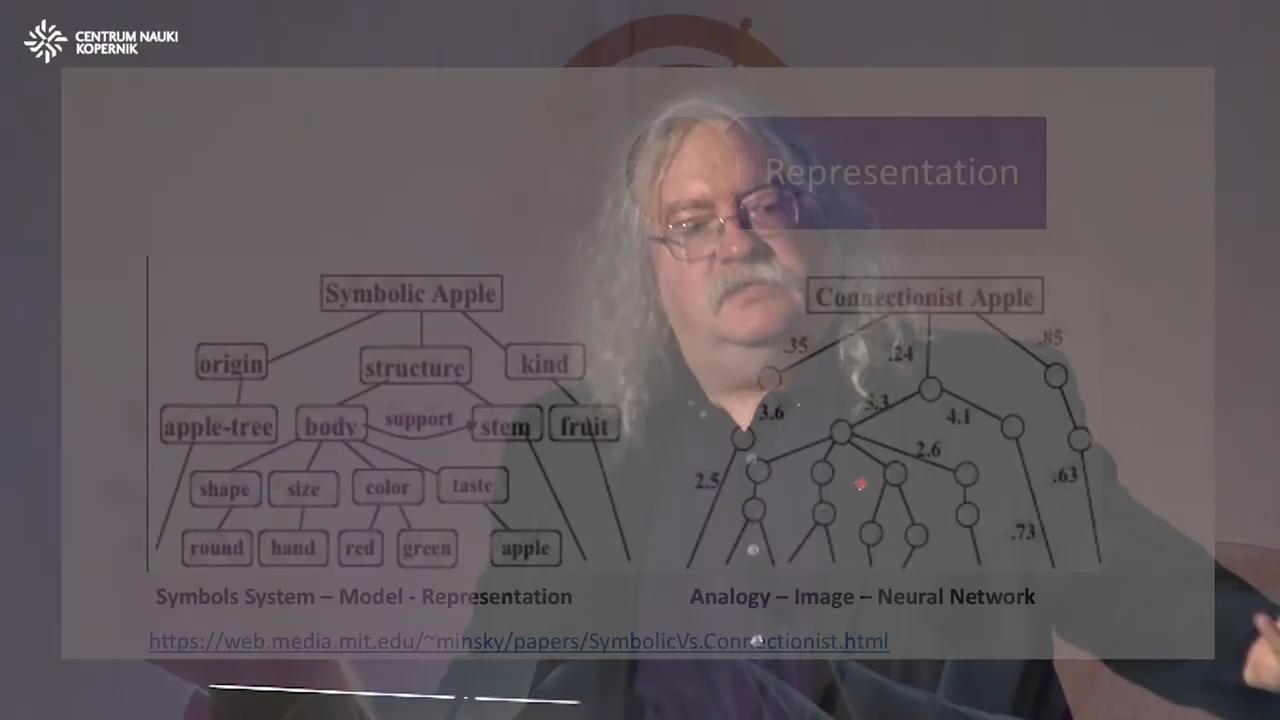 CENTRUM NAUKI
KOPERNIK
Representation
Symbolic Apple
origin
structure
kind
apple-tree
body
support
stem
fruit
shape
size
color
taste
round
hand
red
green
apple
Connectionist Apple
.35
.24
.85
3.6
5.3
4.1
2.6
2.5
.63
.73
Symbols System – Model - Representation
Analogy – Image – Neural Network
https://web.media.mit.edu/~minsky/papers/SymbolicVs.Connectionist.html